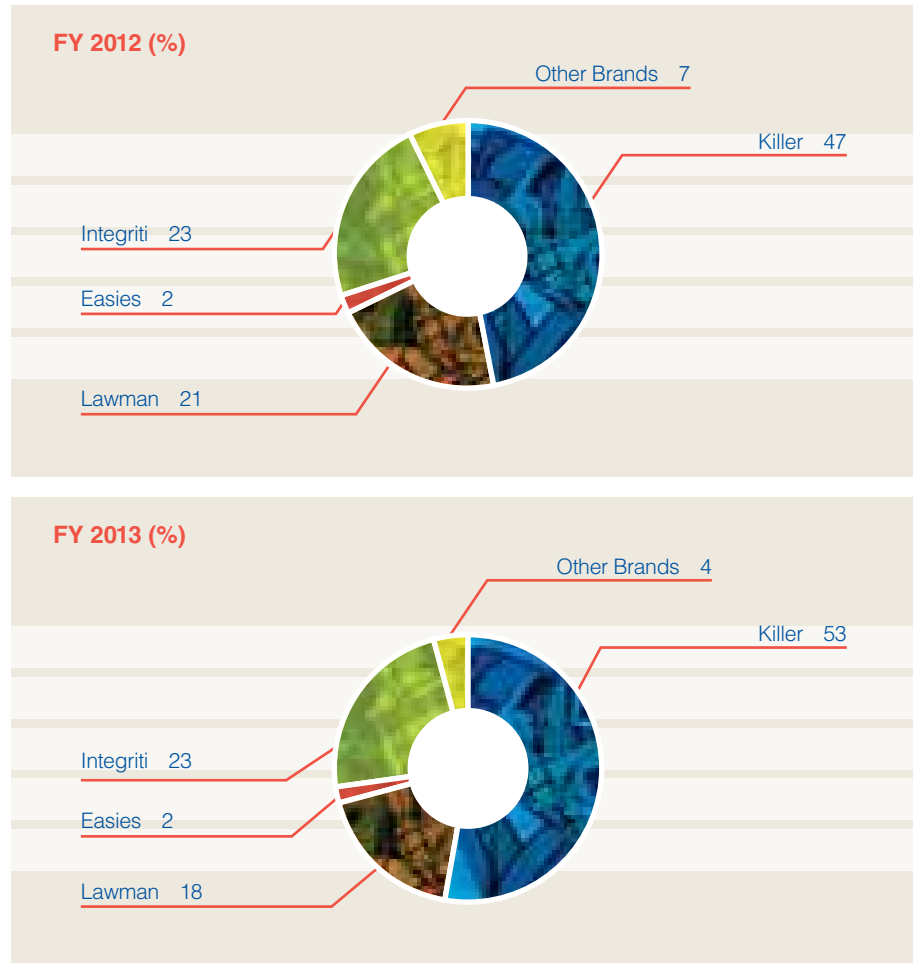 FY 2012 (%)
Other Brands 7
Killer 47
Integriti 23
Easies 2
Lawman 21
FY 2013 (%)
Other Brands 4
Killer 53
Integriti 23
Easies 2
Lawman 18